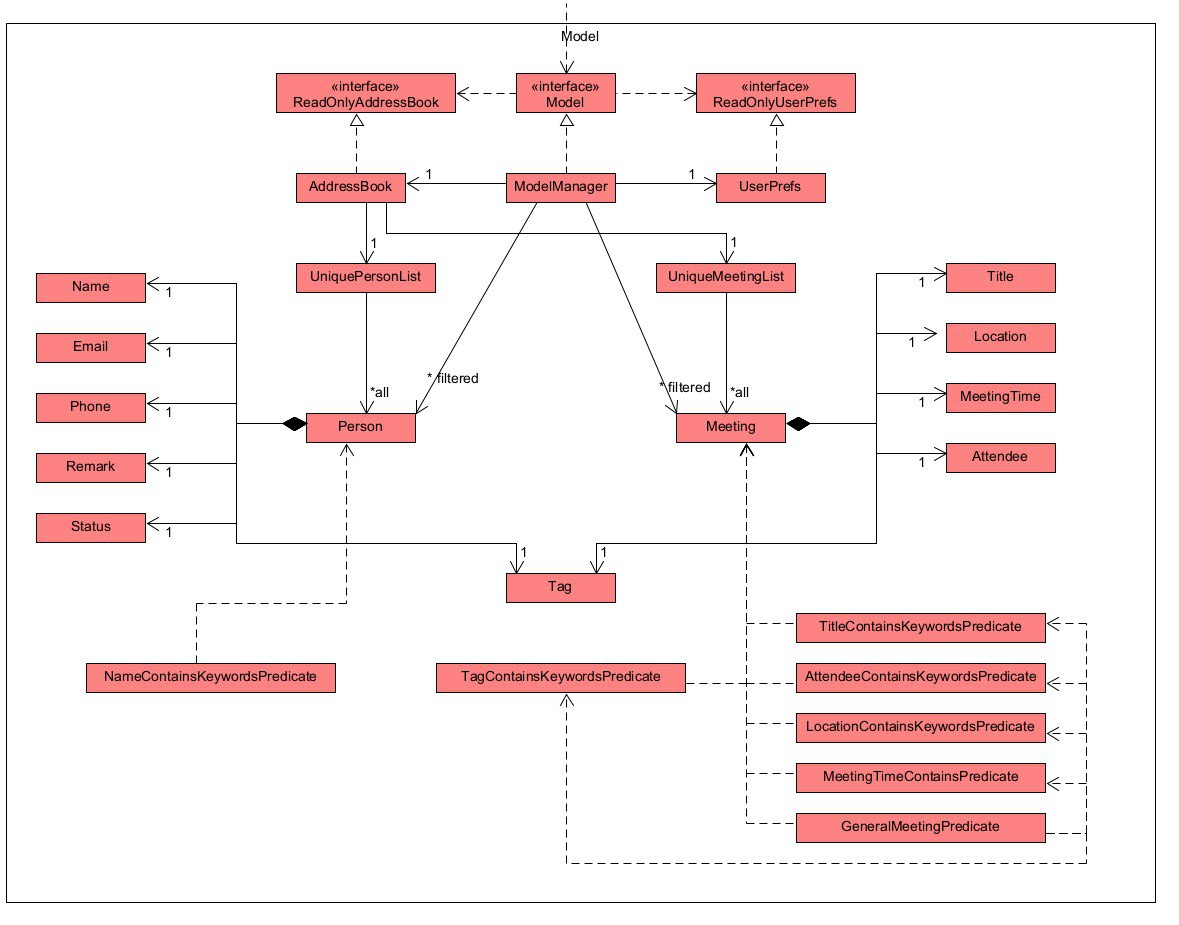 Model
«interface»
ReadOnlyAddressBook
«interface»
Model
«interface»
ReadOnlyUserPrefs
AddressBook
1
ModelManager
1
UserPrefs
1
1
UniquePersonList
UniqueMeetingList
Name
1
Email
1
Phone
1
Remark
1
Status
1
Title
1
Location
1
MeetingTime
1
Attendee
1
*all
* filtered
* filtered
*all
Person
Meeting
1
1
Tag
NameContainsKeywordsPredicate
TagContainsKeywordsPredicate
TitleContainsKeywordsPredicate
AttendeeContainsKeywordsPredicate
LocationContainsKeywordsPredicate
MeetingTimeContainsPredicate
GeneralMeetingPredicate